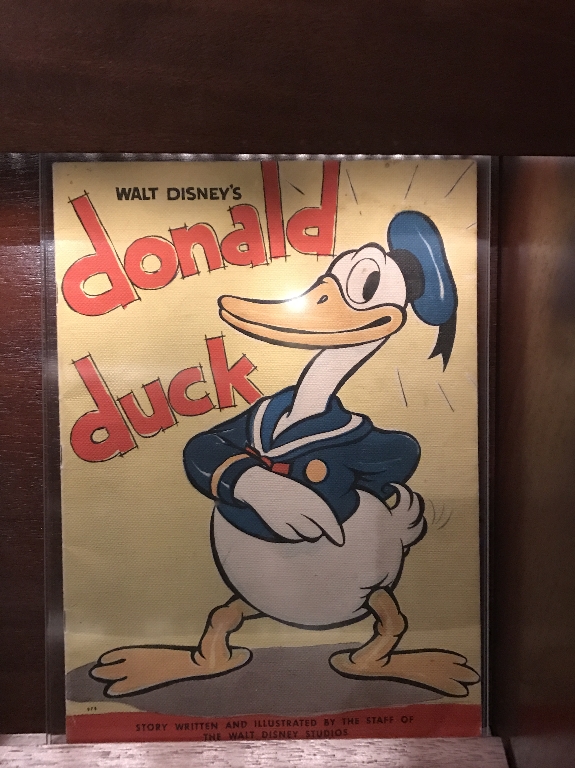 WALT DISNEY'S
donald
duck
STORY WRITTEN AND ILLUSTRATED BY THE STAFF OF
THE WALT DISNEY STUDIOS